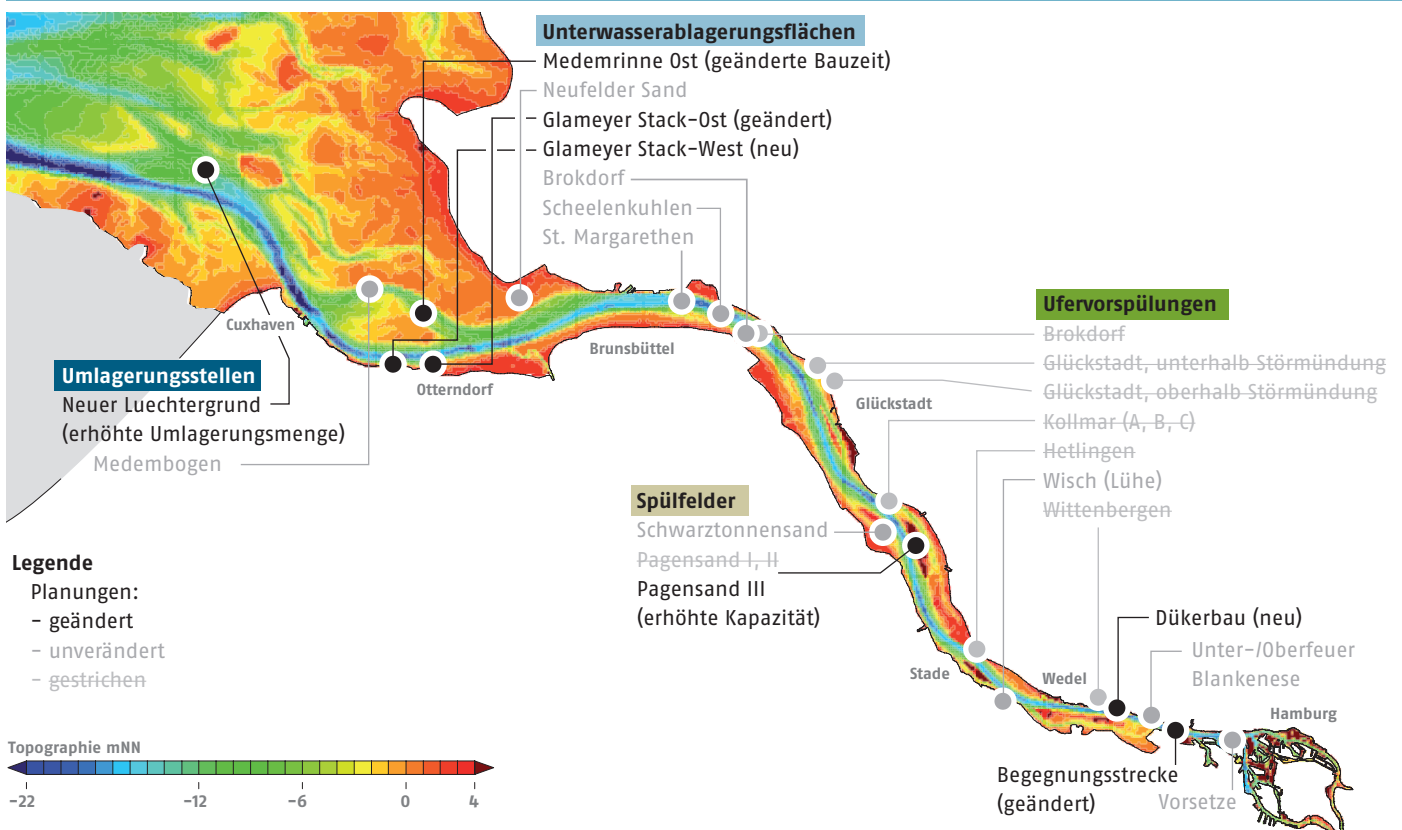 Unterwasserablagerungsflächen
Medemrinne Ost (geänderte Bauzeit)
Neufelder Sand
Glameyer Stack-Ost (geändert)
Glameyer Stack-West (neu)
Brokdorf
Scheelenkuhlen
St. Margarethen
Ufervorspülungen
Brokdorf
Glückstadt, unterhalb Störmündung
Glückstadt, oberhalb Störmündung
Kollmar (A, B, C)
Hetlingen
Wisch (Lühe)
Wittenbergen
Cuxhaven
Brunsbüttel
Otterndorf
Glückstadt
Umlagerungsstellen
Neuer Luechtergrund
(erhöhte Umlagerungsmenge)
Medembogen
Spülfelder
Schwarztonnensand
Pagensand I, II
Pagensand III
(erhöhte Kapazität)
Legende
Planungen:
- geändert
- unverändert
- gestrichen
Stade
Wedel
Dükerbau (neu)
Unter-/Oberfeuer
Blankenese
Hamburg
Begegnungsstrecke
(geändert)
Vorsetze
Topographie mNN
-22 -12 -6 0 4